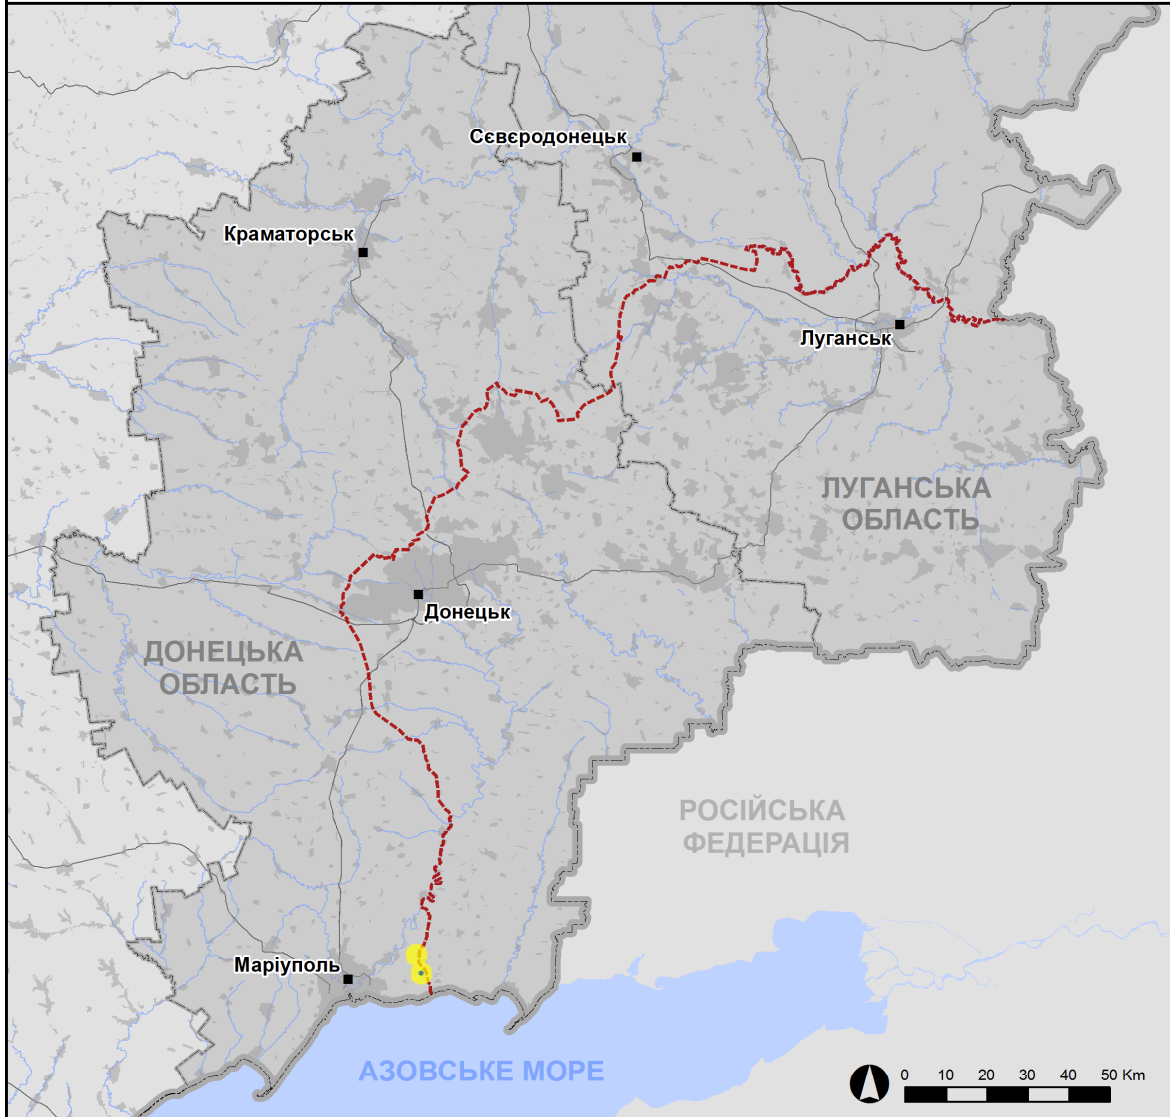 Сєвєродонецьк
Краматорськ
Луганськ
ЛУГАНСЬКА
ОБЛАСТЬ
Донецьк
ДОНЕЦЬКА
ОБЛАСТЬ
РОСІЙСЬКА
ФЕДЕРАЦІЯ
Маріуполь
АЗОВСЬКЕ МОРЕ
0 10 20 30 40 50 Km